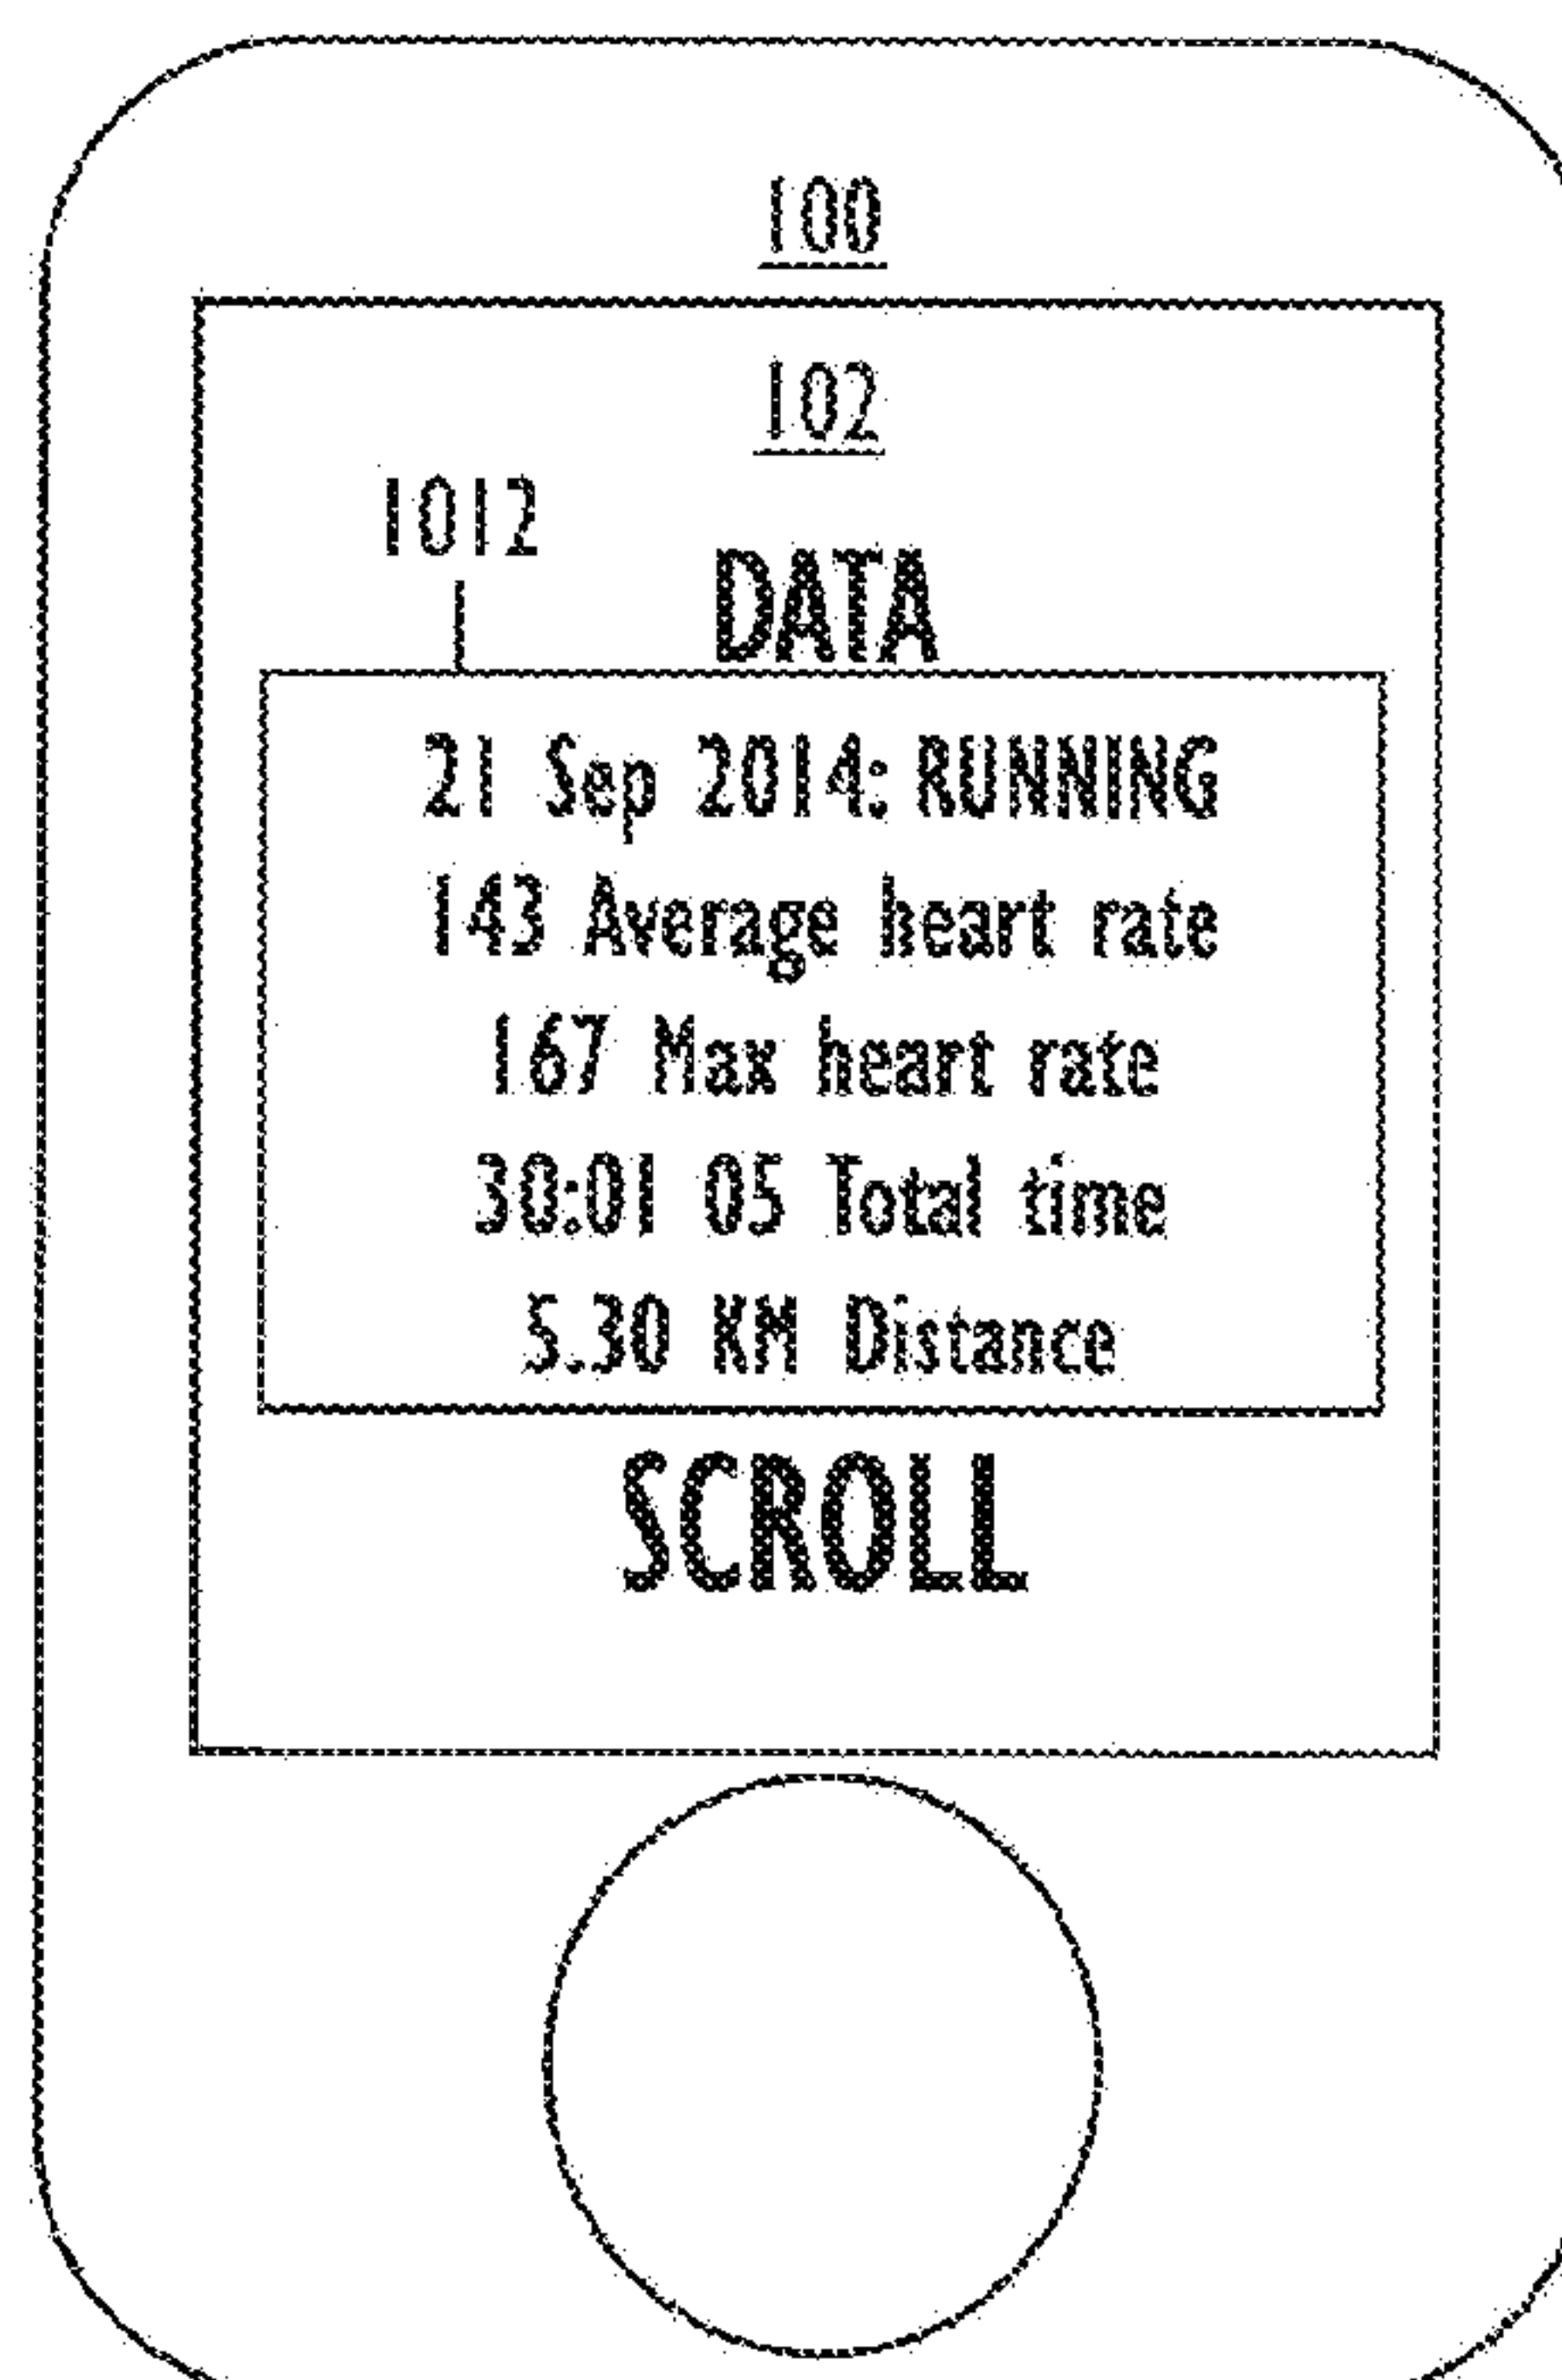 100
102
1012
DATA
21 Sep 2014: RUNNING
143 Average heart rate
167 Max heart rate
30:01 05 Total time
5.30 KM Distance
SCROLL